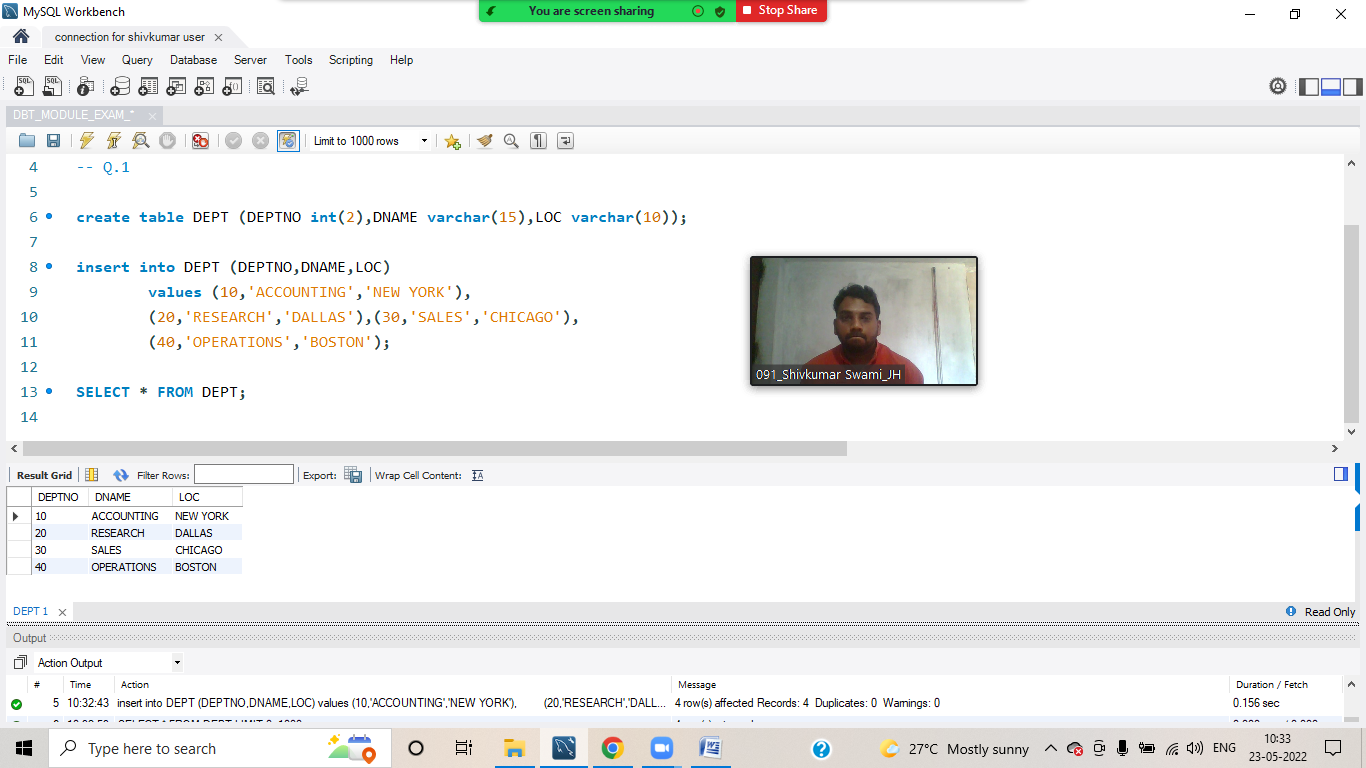 MySQL Workbench
You are screen sharing
Stop Share
connection for shivkumar user
File Edit View Query Database Server Tools Scripting Help
DBT_MODULE_EXAM_*
Limit to 1000 rows
4 -- Q.1
5
6 create table DEPT (DEPTNO int(2),DNAME varchar(15),LOC varchar(10));
7
8 insert into DEPT (DEPTNO,DNAME,LOC)
9 values (10,'ACCOUNTING','NEW YORK'),
10 (20,'RESEARCH','DALLAS'),(30,'SALES','CHICAGO'),
11 (40,'OPERATIONS','BOSTON');
12
13 SELECT * FROM DEPT;
14
091_Shivkumar Swami_JH
Result Grid Filter Rows: Export: Wrap Cell Content:
DEPTNO DNAME LOC
10 ACCOUNTING NEW YORK
20 RESEARCH DALLAS
30 SALES CHICAGO
40 OPERATIONS BOSTON
DEPT 1
Read Only
Output
Action Output
# Time Action Message Duration / Fetch
5 10:32:43 insert into DEPT (DEPTNO,DNAME,LOC) values (10,'ACCOUNTING','NEW YORK'), (20,'RESEARCH','DALL... 4 row(s) affected Records: 4 Duplicates: 0 Warnings: 0 0.156 sec
Type here to search
27°C Mostly sunny
ENG
10:33
23-05-2022